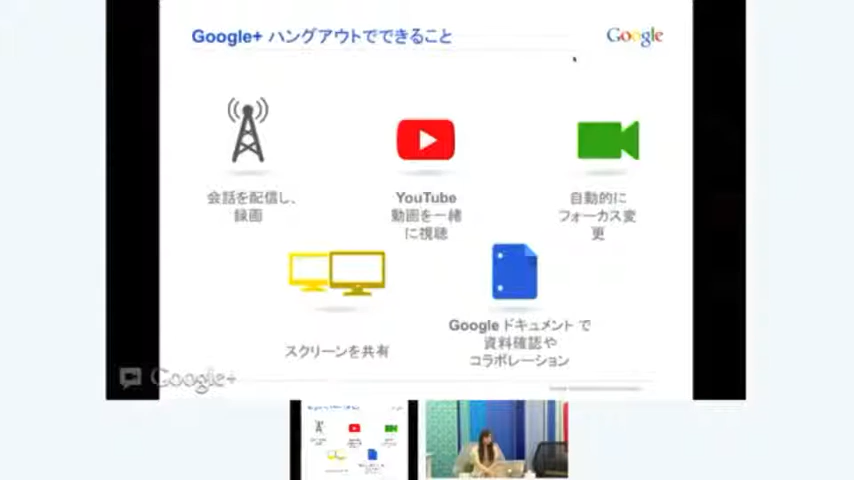 Google+ ハングアウトでできること
Google
会話を配信し、
録画
YouTube
動画を一緒
に視聴
自動的に
フォーカス変
更
スクリーンを共有
Google ドキュメント で
資料確認や
コラボレーション
Google+